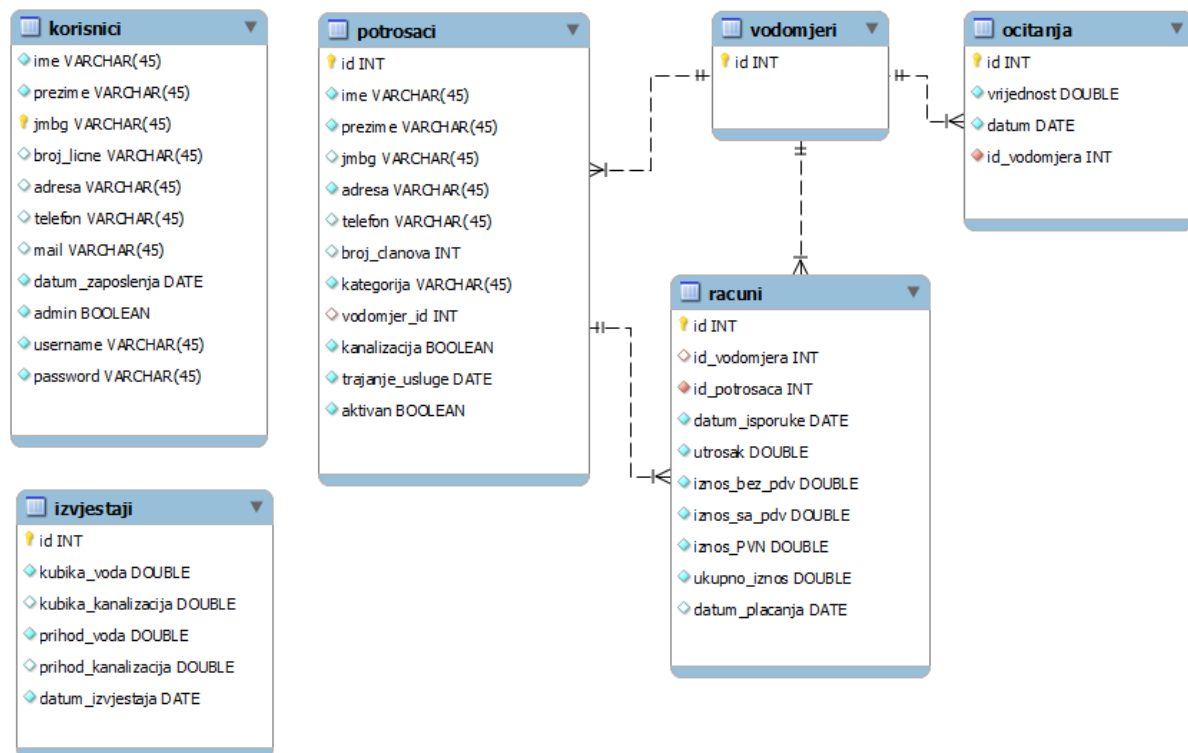 korisnici
ime VARCHAR(45)
prezime VARCHAR(45)
jmbg VARCHAR(45)
broj_licne VARCHAR(45)
adresa VARCHAR(45)
telefon VARCHAR(45)
mail VARCHAR(45)
datum_zaposlenja DATE
admin BOOLEAN
username VARCHAR(45)
password VARCHAR(45)
potrosaci
id INT
ime VARCHAR(45)
prezime VARCHAR(45)
jmbg VARCHAR(45)
adresa VARCHAR(45)
telefon VARCHAR(45)
broj_clanova INT
kategorija VARCHAR(45)
vodomjer_id INT
kanalizacija BOOLEAN
trajanje_usluge DATE
aktivan BOOLEAN
vodomjeri
id INT
ocitanja
id INT
vrijednost DOUBLE
datum DATE
id_vodomjera INT
racuni
id INT
id_vodomjera INT
id_potrosaca INT
datum_isporuke DATE
utrosak DOUBLE
iznos_bez_pdv DOUBLE
iznos_sa_pdv DOUBLE
iznos_PVN DOUBLE
ukupno_iznos DOUBLE
datum_placanja DATE
izvjestaji
id INT
kubika_voda DOUBLE
kubika_kanalizacija DOUBLE
prihod_voda DOUBLE
prihod_kanalizacija DOUBLE
datum_izvjestaja DATE